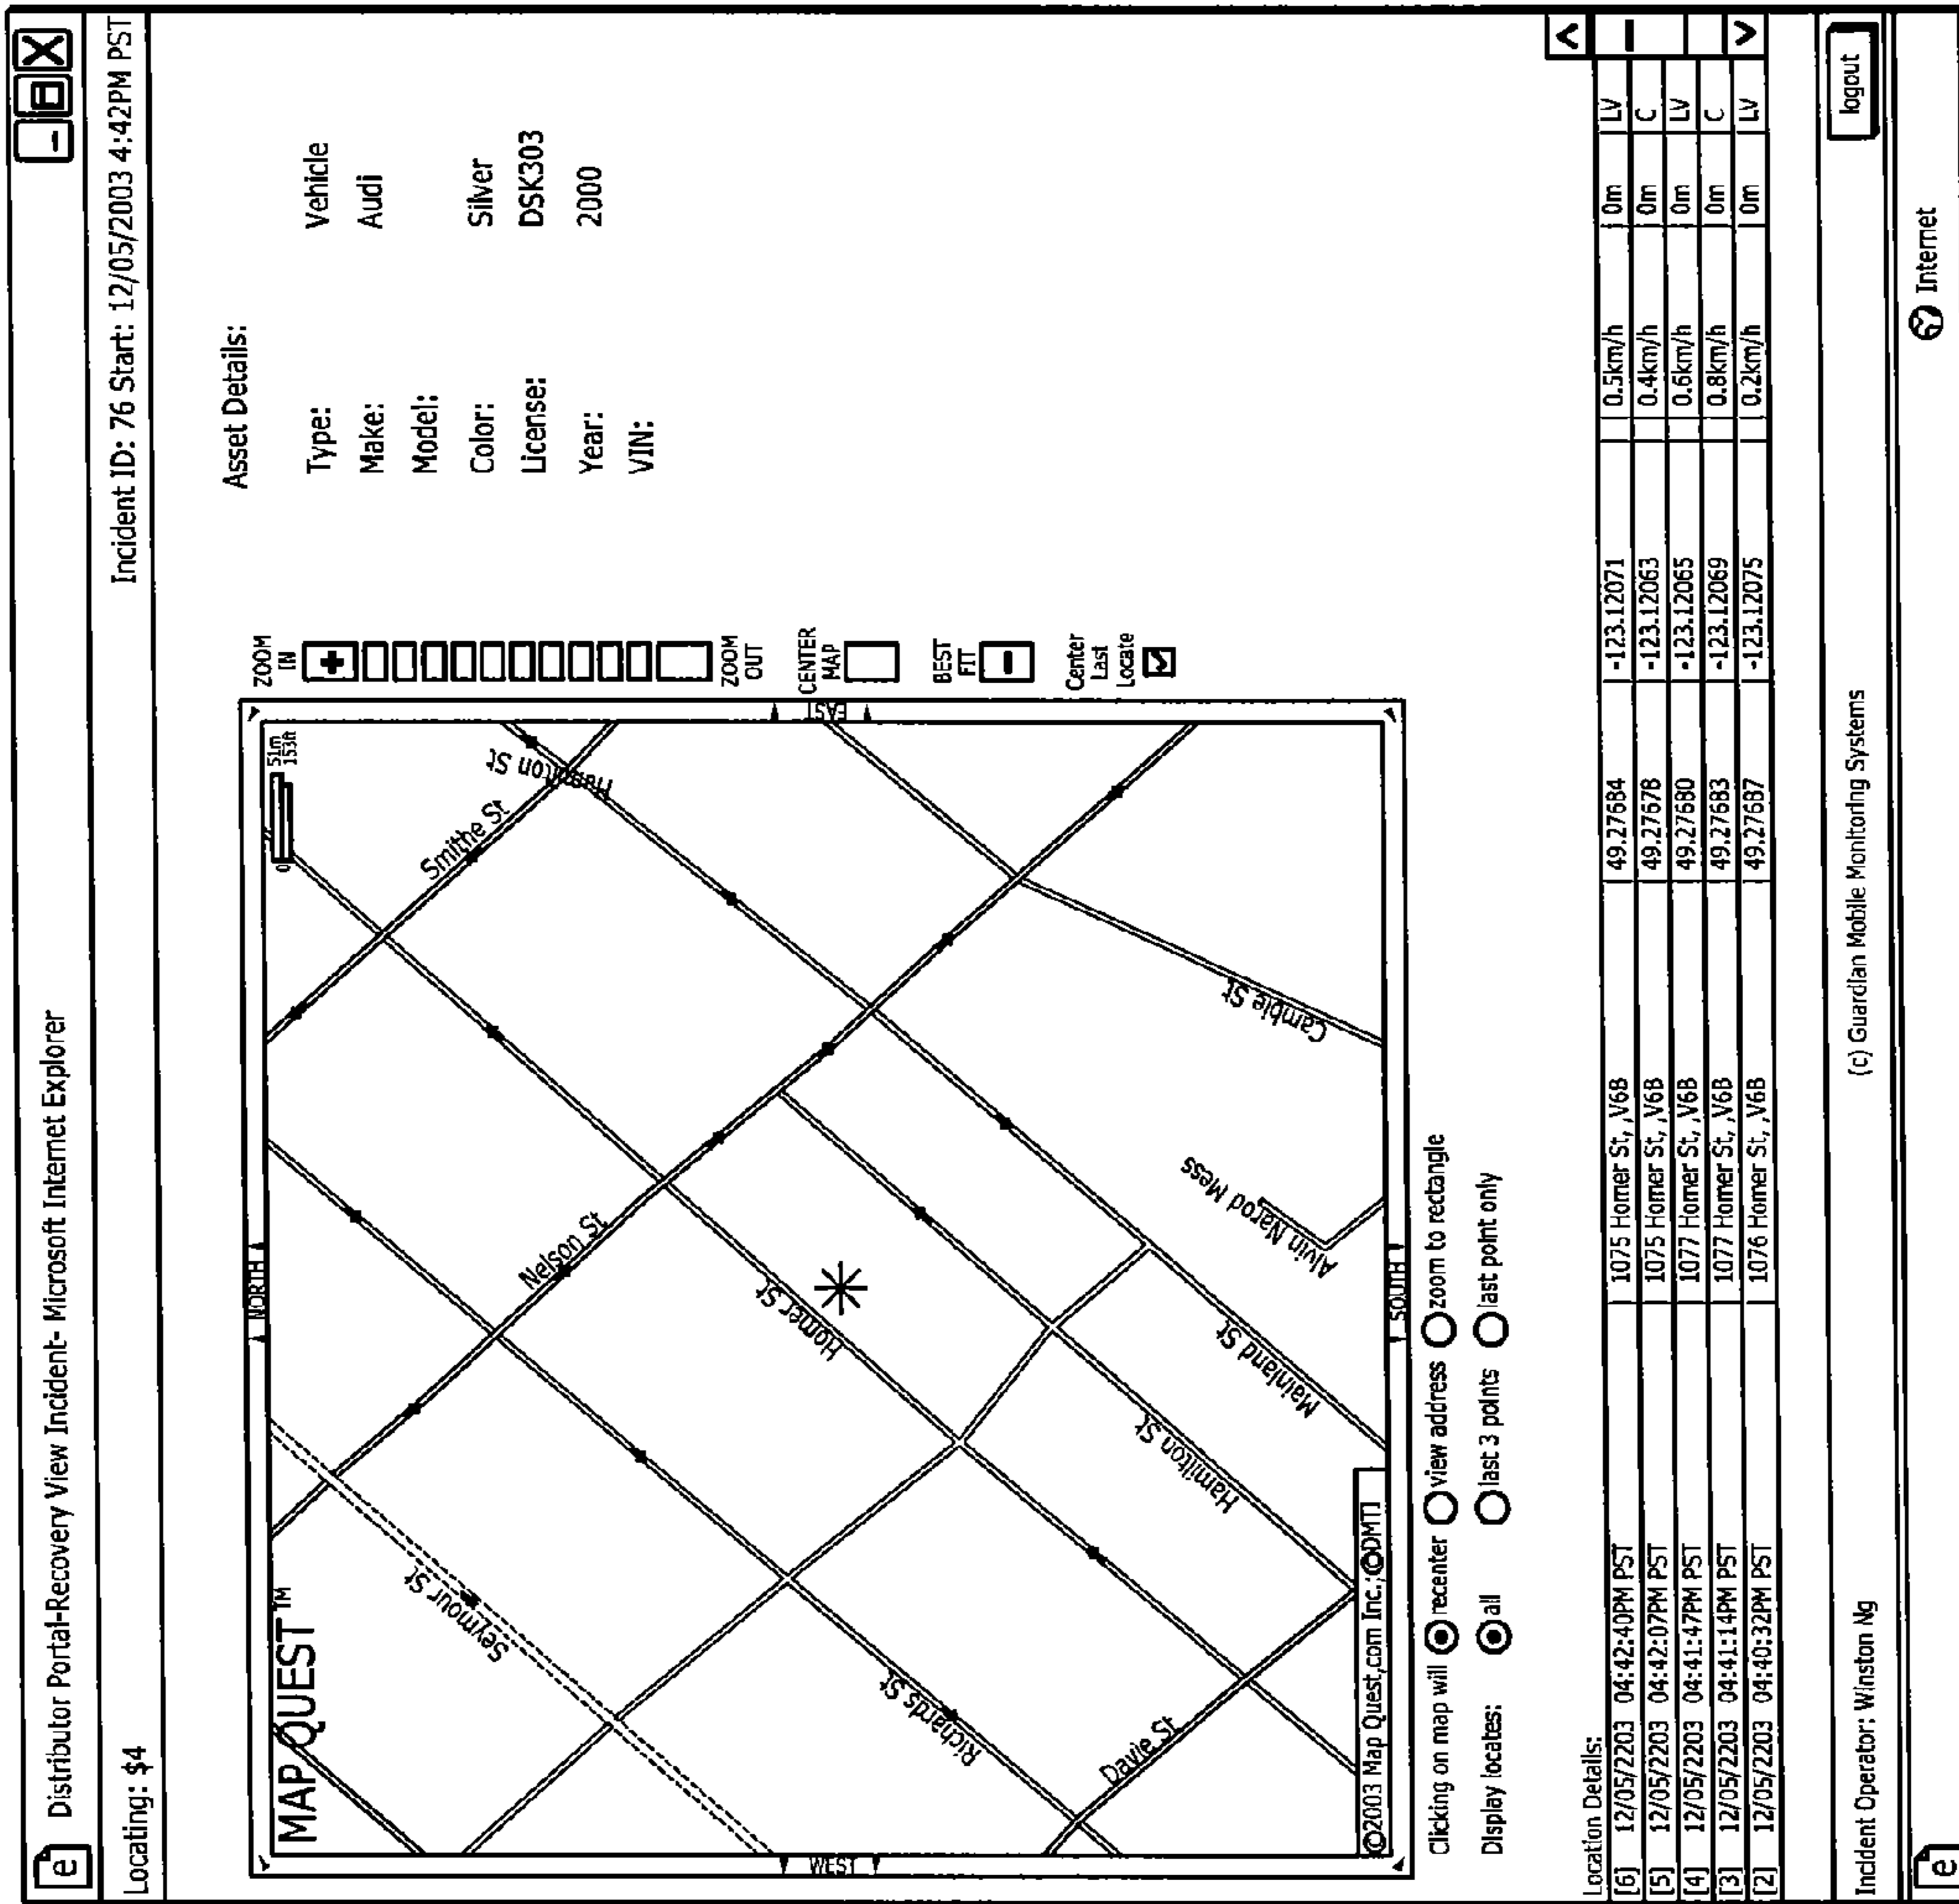 Distributor Portal-Recovery View Incident- Microsoft Internet Explorer
Locating: $4
Incident ID: 76 Start: 12/05/2003 4:42PM PST
MAP QUEST™
NORTH
EAST
SOUTH
WEST
0
51m
153ft
Seymour St
Nelson St
Smithe St
Hamilton St
Homer St
Richards St
Davie St
Hamilton St
Mainland St
Alvin Narod Mess
Cambie St
©2003 Map Quest,com Inc.; ©DMTI
ZOOM
IN
ZOOM
OUT
CENTER
MAP
BEST
FIT
Center
Last
Locate
Asset Details:
Type: Vehicle
Make: Audi
Model:
Color: Silver
License: DSK303
Year: 2000
VIN:
Clicking on map will recenter view address zoom to rectangle
Display locates: all last 3 points last point only
Location Details:
[6] 12/05/2203 04:42:40PM PST 1075 Homer St, ,V6B 49.27684 -123.12071 0.5km/h 0m LV
[5] 12/05/2203 04:42:07PM PST 1075 Homer St, ,V6B 49.27678 -123.12063 0.4km/h 0m C
[4] 12/05/2203 04:41:47PM PST 1077 Homer St, ,V6B 49.27680 -123.12065 0.6km/h 0m LV
[3] 12/05/2203 04:41:14PM PST 1077 Homer St, ,V6B 49.27683 -123.12069 0.8km/h 0m C
[2] 12/05/2203 04:40:32PM PST 1076 Homer St, ,V6B 49.27687 -123.12075 0.2km/h 0m LV
Incident Operator: Winston Ng
(c) Guardian Mobile Monitoring Systems
logout
e
Internet